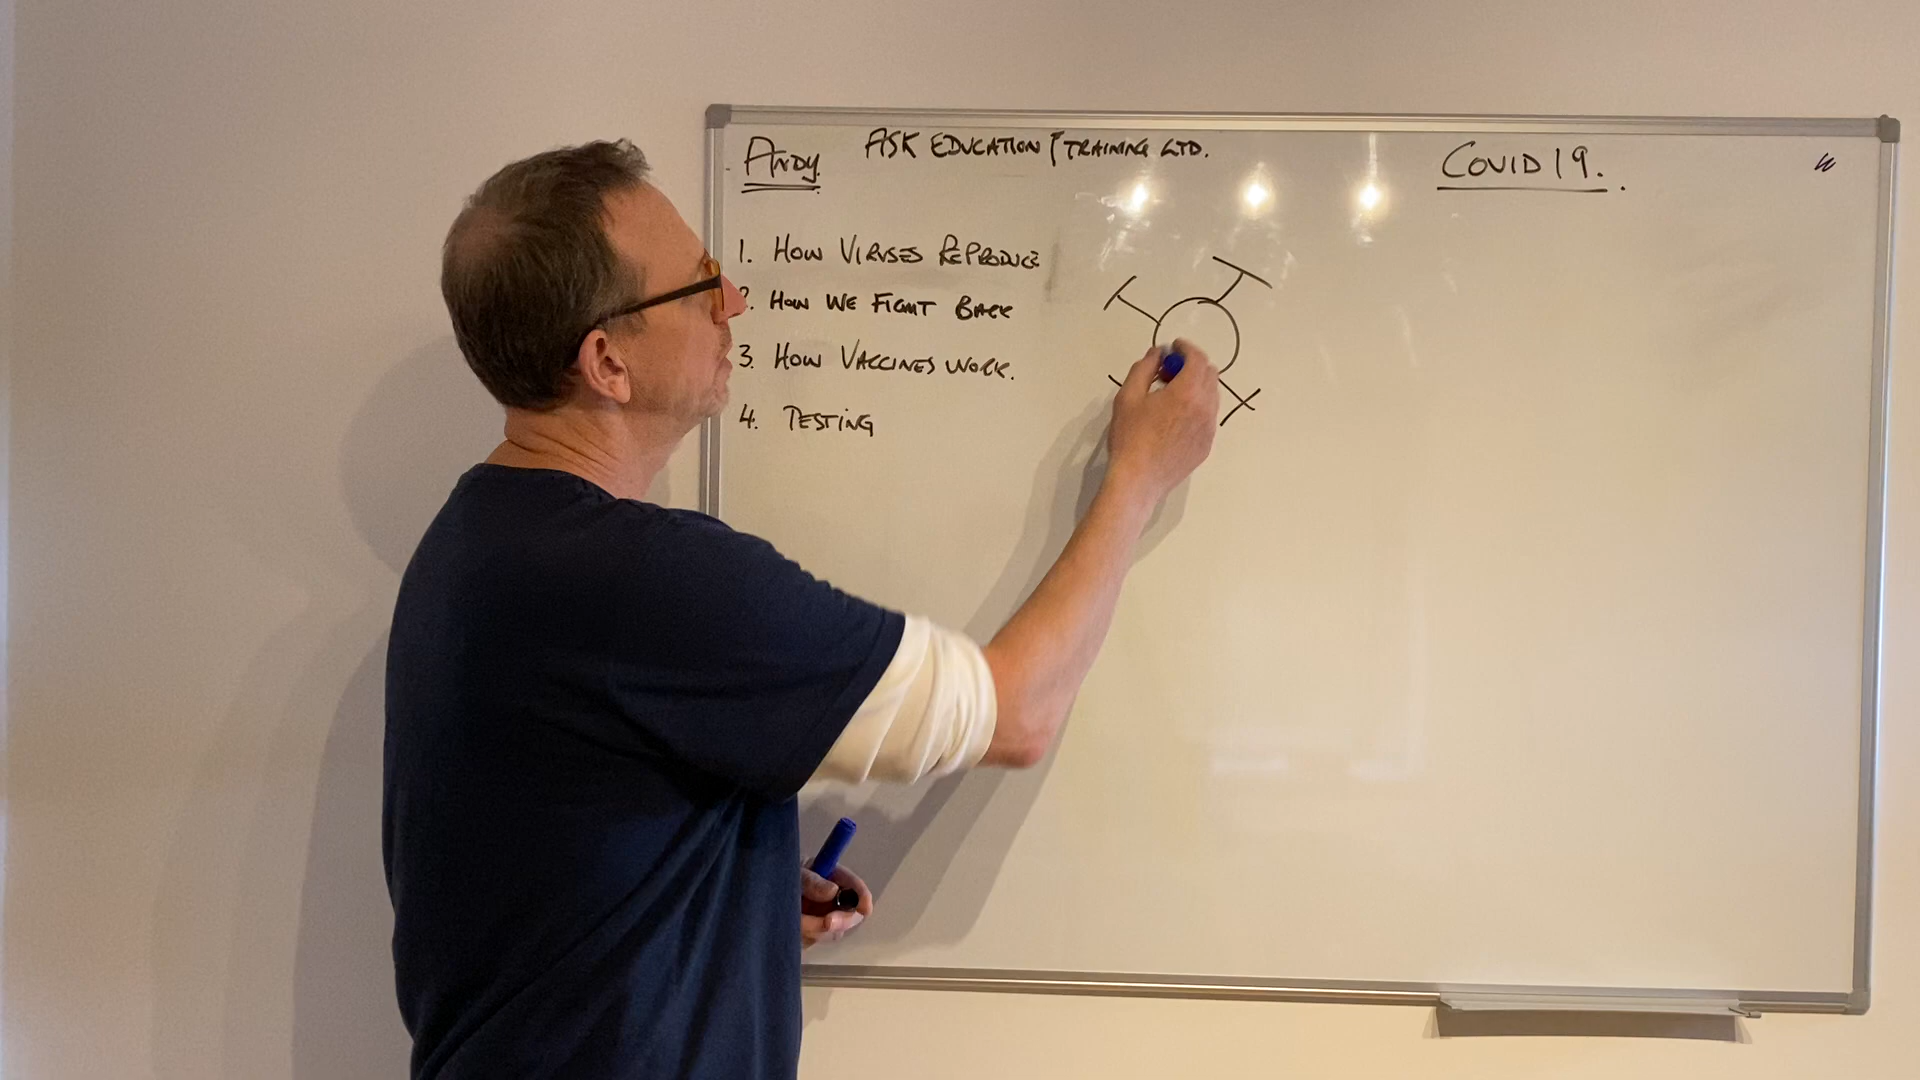 Andy
ASK EDUCATION & TRAINING LTD.
COVID 19.
1. HOW VIRUSES REPRODUCE
2. HOW WE FIGHT BACK
3. HOW VACCINES WORK.
4. TESTING